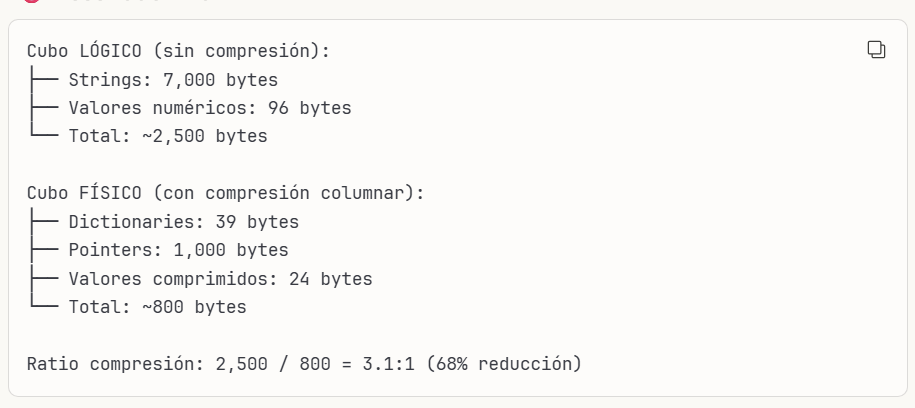 Cubo LÓGICO (sin compresión):
├── Strings: 7,000 bytes
├── Valores numéricos: 96 bytes
└── Total: ~2,500 bytes
Cubo FÍSICO (con compresión columnar):
├── Dictionaries: 39 bytes
├── Pointers: 1,000 bytes
├── Valores comprimidos: 24 bytes
└── Total: ~800 bytes
Ratio compresión: 2,500 / 800 = 3.1:1 (68% reducción)